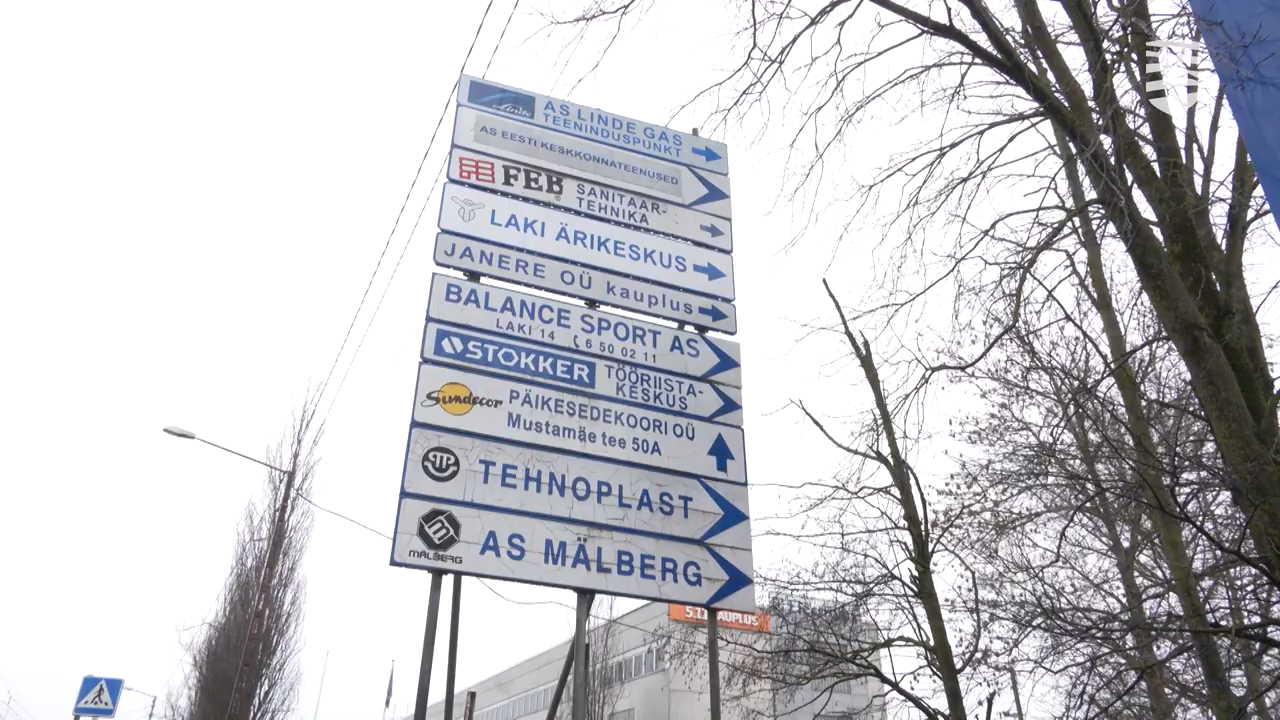 Linde
AS LINDE GAS
TEENINDUSPUNKT
AS EESTI KESKKONNATEENUSED
FEB SANITAAR-
TEHNIKA
LAKI ÄRIKESKUS
JANERE OÜ kauplus
BALANCE SPORT AS
LAKI 14 6 50 02 11
STOKKER TÖÖRIISTA-
KESKUS
Sundecor PÄIKESEDEKOORI OÜ
Mustamäe tee 50A
TEHNOPLAST
AS MÄLBERG
MÄLBERG